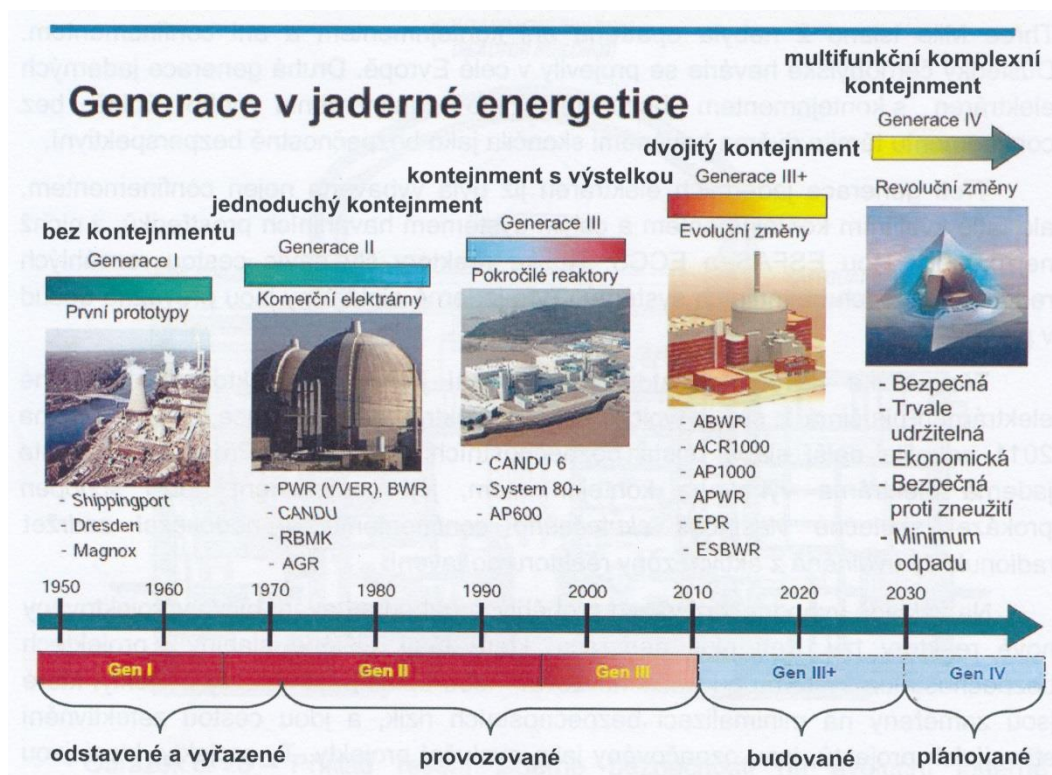 Generace v jaderné energetice
multifunkční komplexní
kontejnment
Generace IV
Revoluční změny
dvojlitý kontejnment
Generace III+
Evoluční změny
kontejnment s výstelkou
Generace III
Pokročilé reaktory
jednoduchý kontejnment
Generace II
Komerční elektrárny
bez kontejnmentu
Generace I
První prototypy
- Shippingport
- Dresden
- Magnox
- PWR (VVER), BWR
- CANDU
- RBMK
- AGR
- CANDU 6
- System 80+
- AP600
- ABWR
- ACR1000
- AP1000
- APWR
- EPR
- ESBWR
- Bezpečná
- Trvale
udržitelná
- Ekonomická
- Bezpečná
proti zneužití
- Minimum
odpadu
1950 1960 1970 1980 1990 2000 2010 2020 2030
Gen I Gen II Gen III Gen III+ Gen IV
odstavené a vyřazené provozované budované plánované